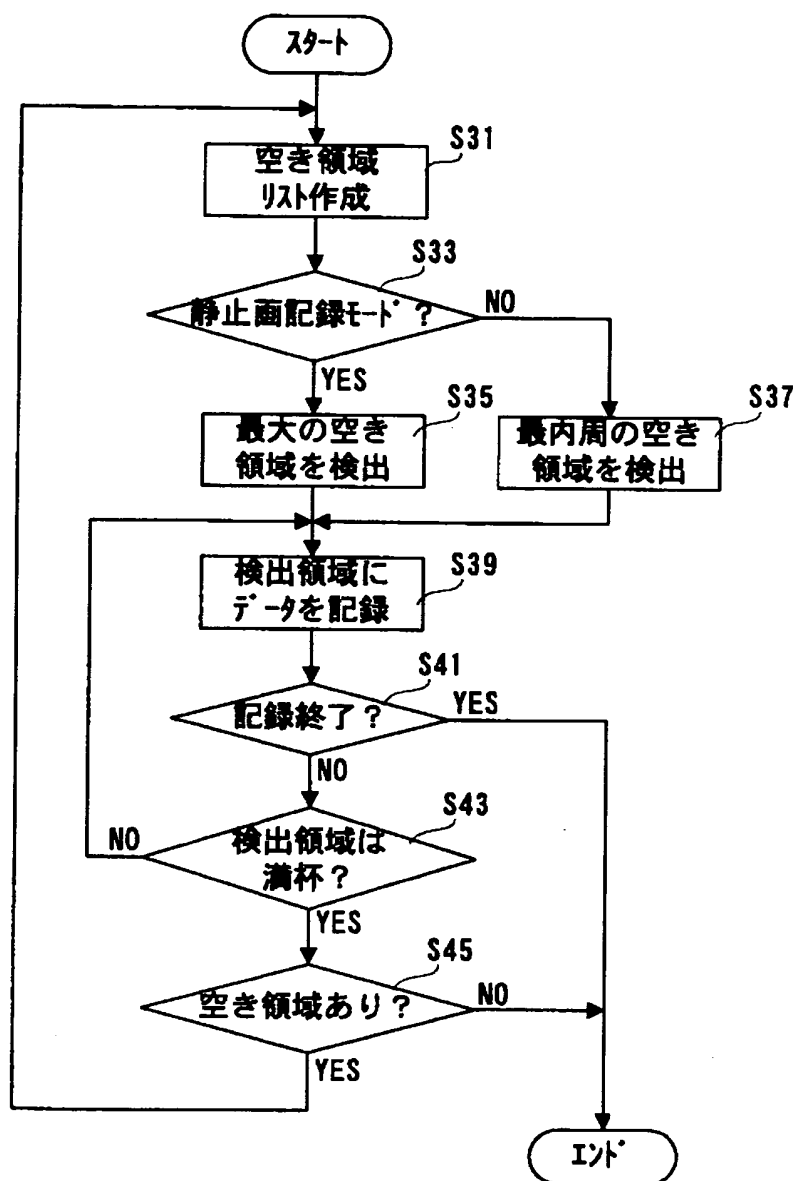 スタート
S31
空き領域
ﾘｽﾄ作成
S33
静止画記録ﾓｰﾄﾞ?
NO
YES
S35
最大の空き
領域を検出
S37
最内周の空き
領域を検出
S39
検出領域に
ﾃﾞｰﾀを記録
S41
記録終了?
YES
NO
S43
検出領域は
満杯?
NO
YES
S45
空き領域あり?
NO
YES
ｴﾝﾄﾞ